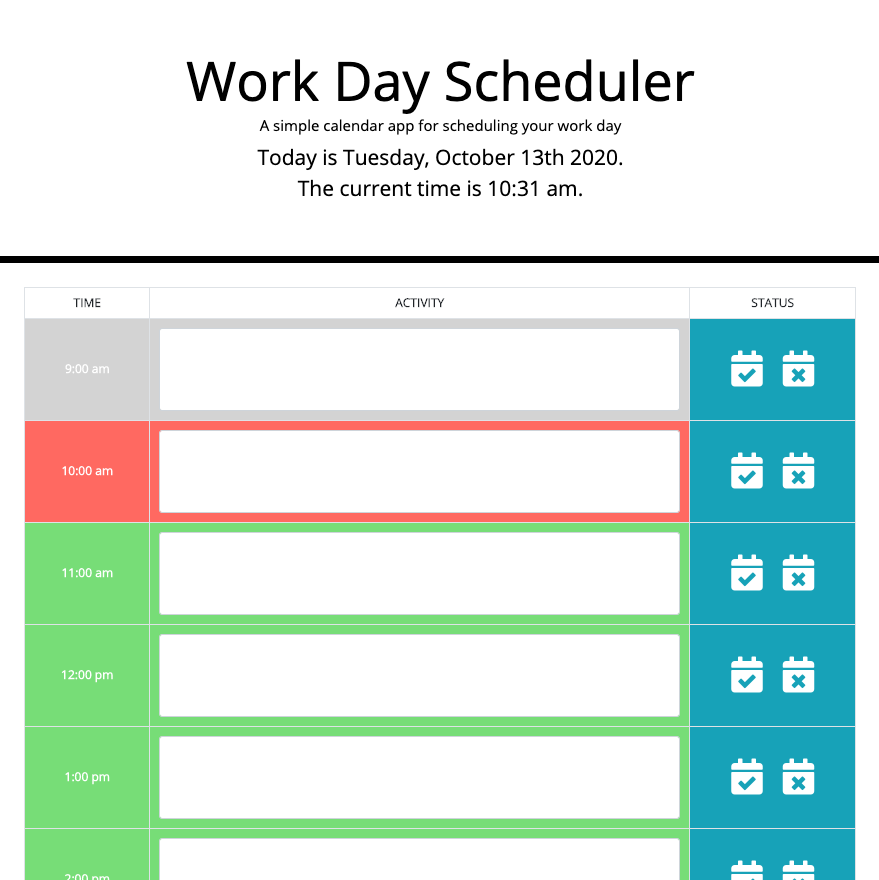 Work Day Scheduler
A simple calendar app for scheduling your work day
Today is Tuesday, October 13th 2020.
The current time is 10:31 am.
TIME ACTIVITY STATUS
9:00 am
10:00 am
11:00 am
12:00 pm
1:00 pm
2:00 pm